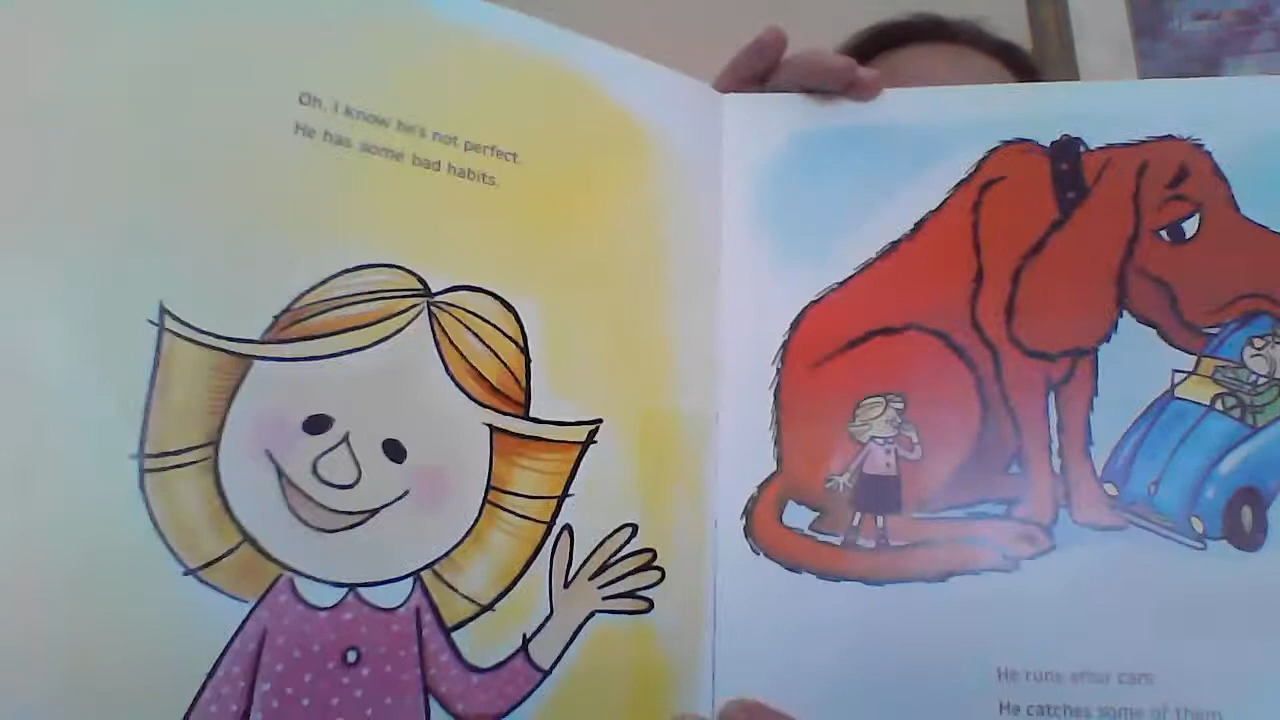 Oh, I know he's not perfect.
He has some bad habits.
He runs after cars.
He catches some of them.